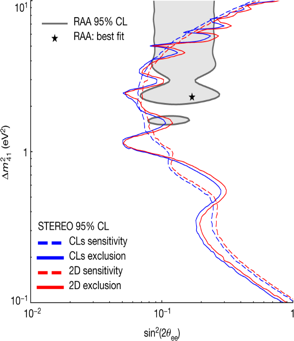 10¹
RAA 95% CL
RAA: best fit
Δm²₄₁ (eV²)
1
STEREO 95% CL
CLs sensitivity
CLs exclusion
2D sensitivity
2D exclusion
10⁻¹
10⁻² 10⁻¹ 1
sin²(2θₑₑ)